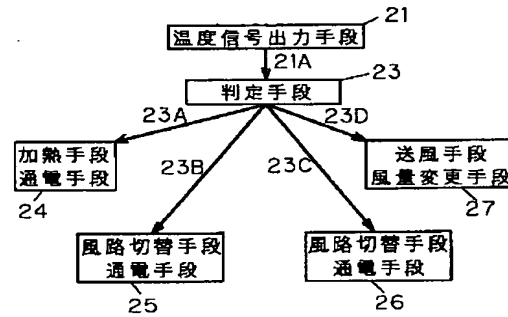 21
温度信号出力手段
21A
23
判定手段
23A
23D
23B
23C
加熱手段
通電手段
24
送風手段
風量変更手段
27
風路切替手段
通電手段
25
風路切替手段
通電手段
26